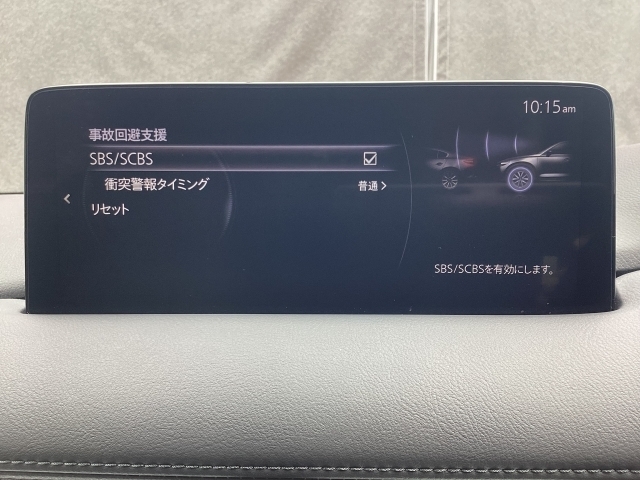 10:15am
事故回避支援
SBS/SCBS
衝突警報タイミング 普通
リセット
SBS/SCBSを有効にします。